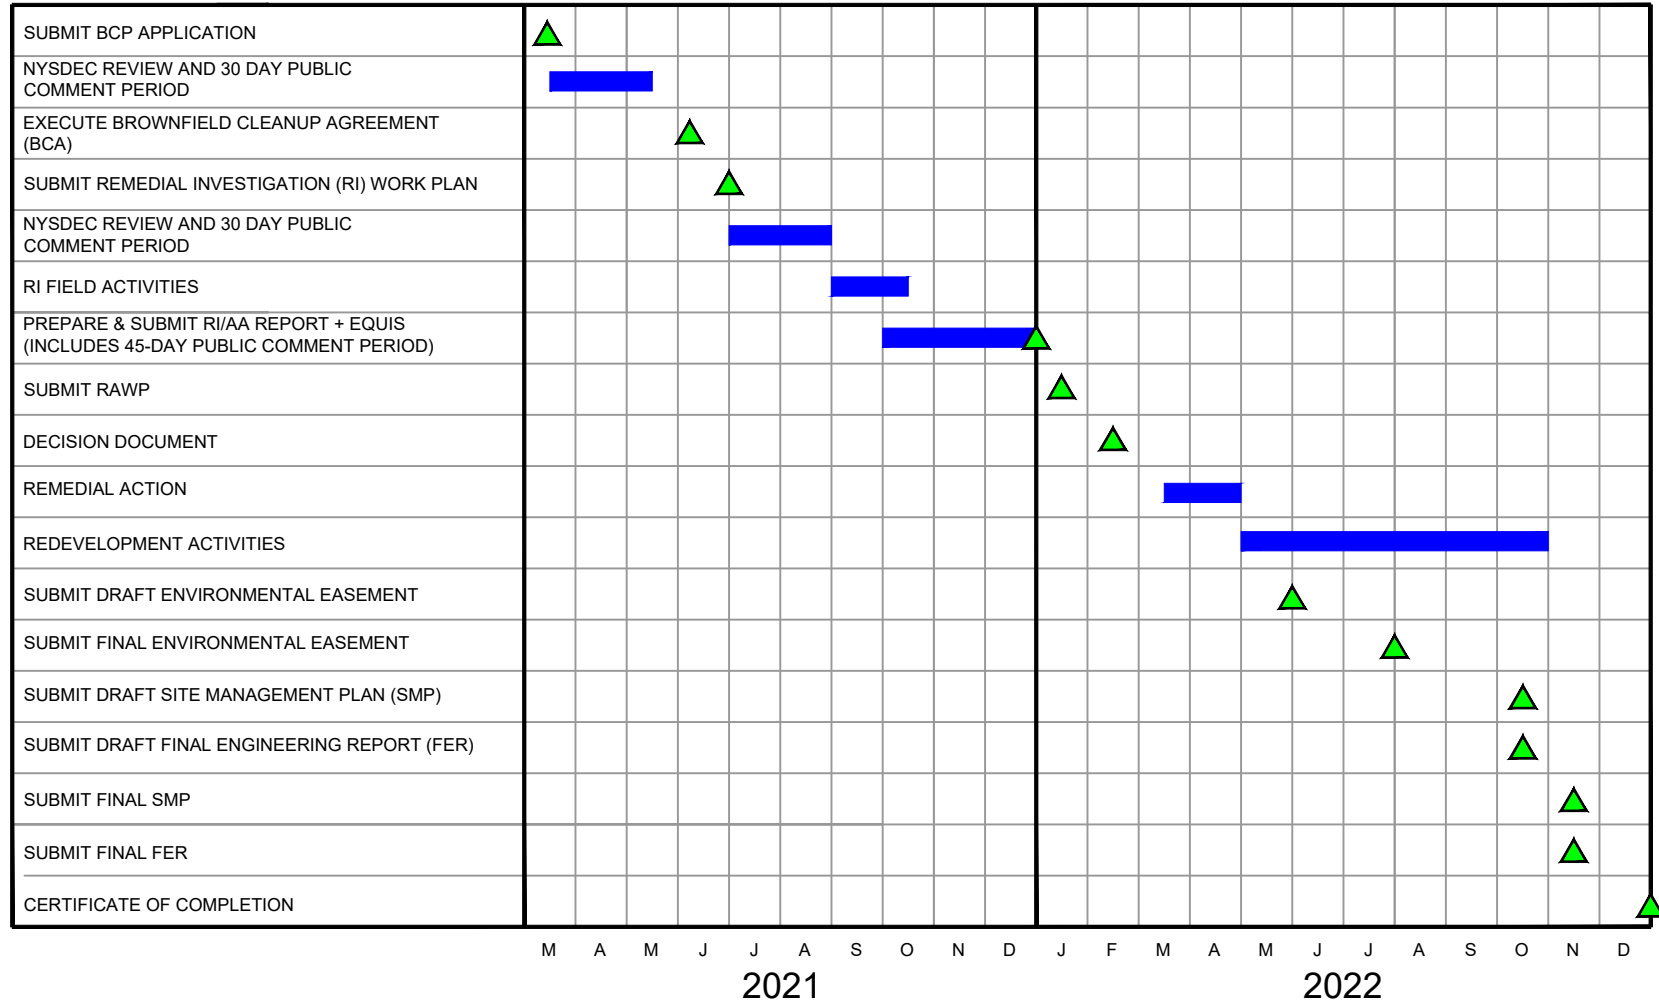 SUBMIT BCP APPLICATION
NYSDEC REVIEW AND 30 DAY PUBLIC
COMMENT PERIOD
EXECUTE BROWNFIELD CLEANUP AGREEMENT
(BCA)
SUBMIT REMEDIAL INVESTIGATION (RI) WORK PLAN
NYSDEC REVIEW AND 30 DAY PUBLIC
COMMENT PERIOD
RI FIELD ACTIVITIES
PREPARE & SUBMIT RI/AA REPORT + EQUIS
(INCLUDES 45-DAY PUBLIC COMMENT PERIOD)
SUBMIT RAWP
DECISION DOCUMENT
REMEDIAL ACTION
REDEVELOPMENT ACTIVITIES
SUBMIT DRAFT ENVIRONMENTAL EASEMENT
SUBMIT FINAL ENVIRONMENTAL EASEMENT
SUBMIT DRAFT SITE MANAGEMENT PLAN (SMP)
SUBMIT DRAFT FINAL ENGINEERING REPORT (FER)
SUBMIT FINAL SMP
SUBMIT FINAL FER
CERTIFICATE OF COMPLETION
M A M J J A S O N D J F M A M J J A S O N D
2021 2022